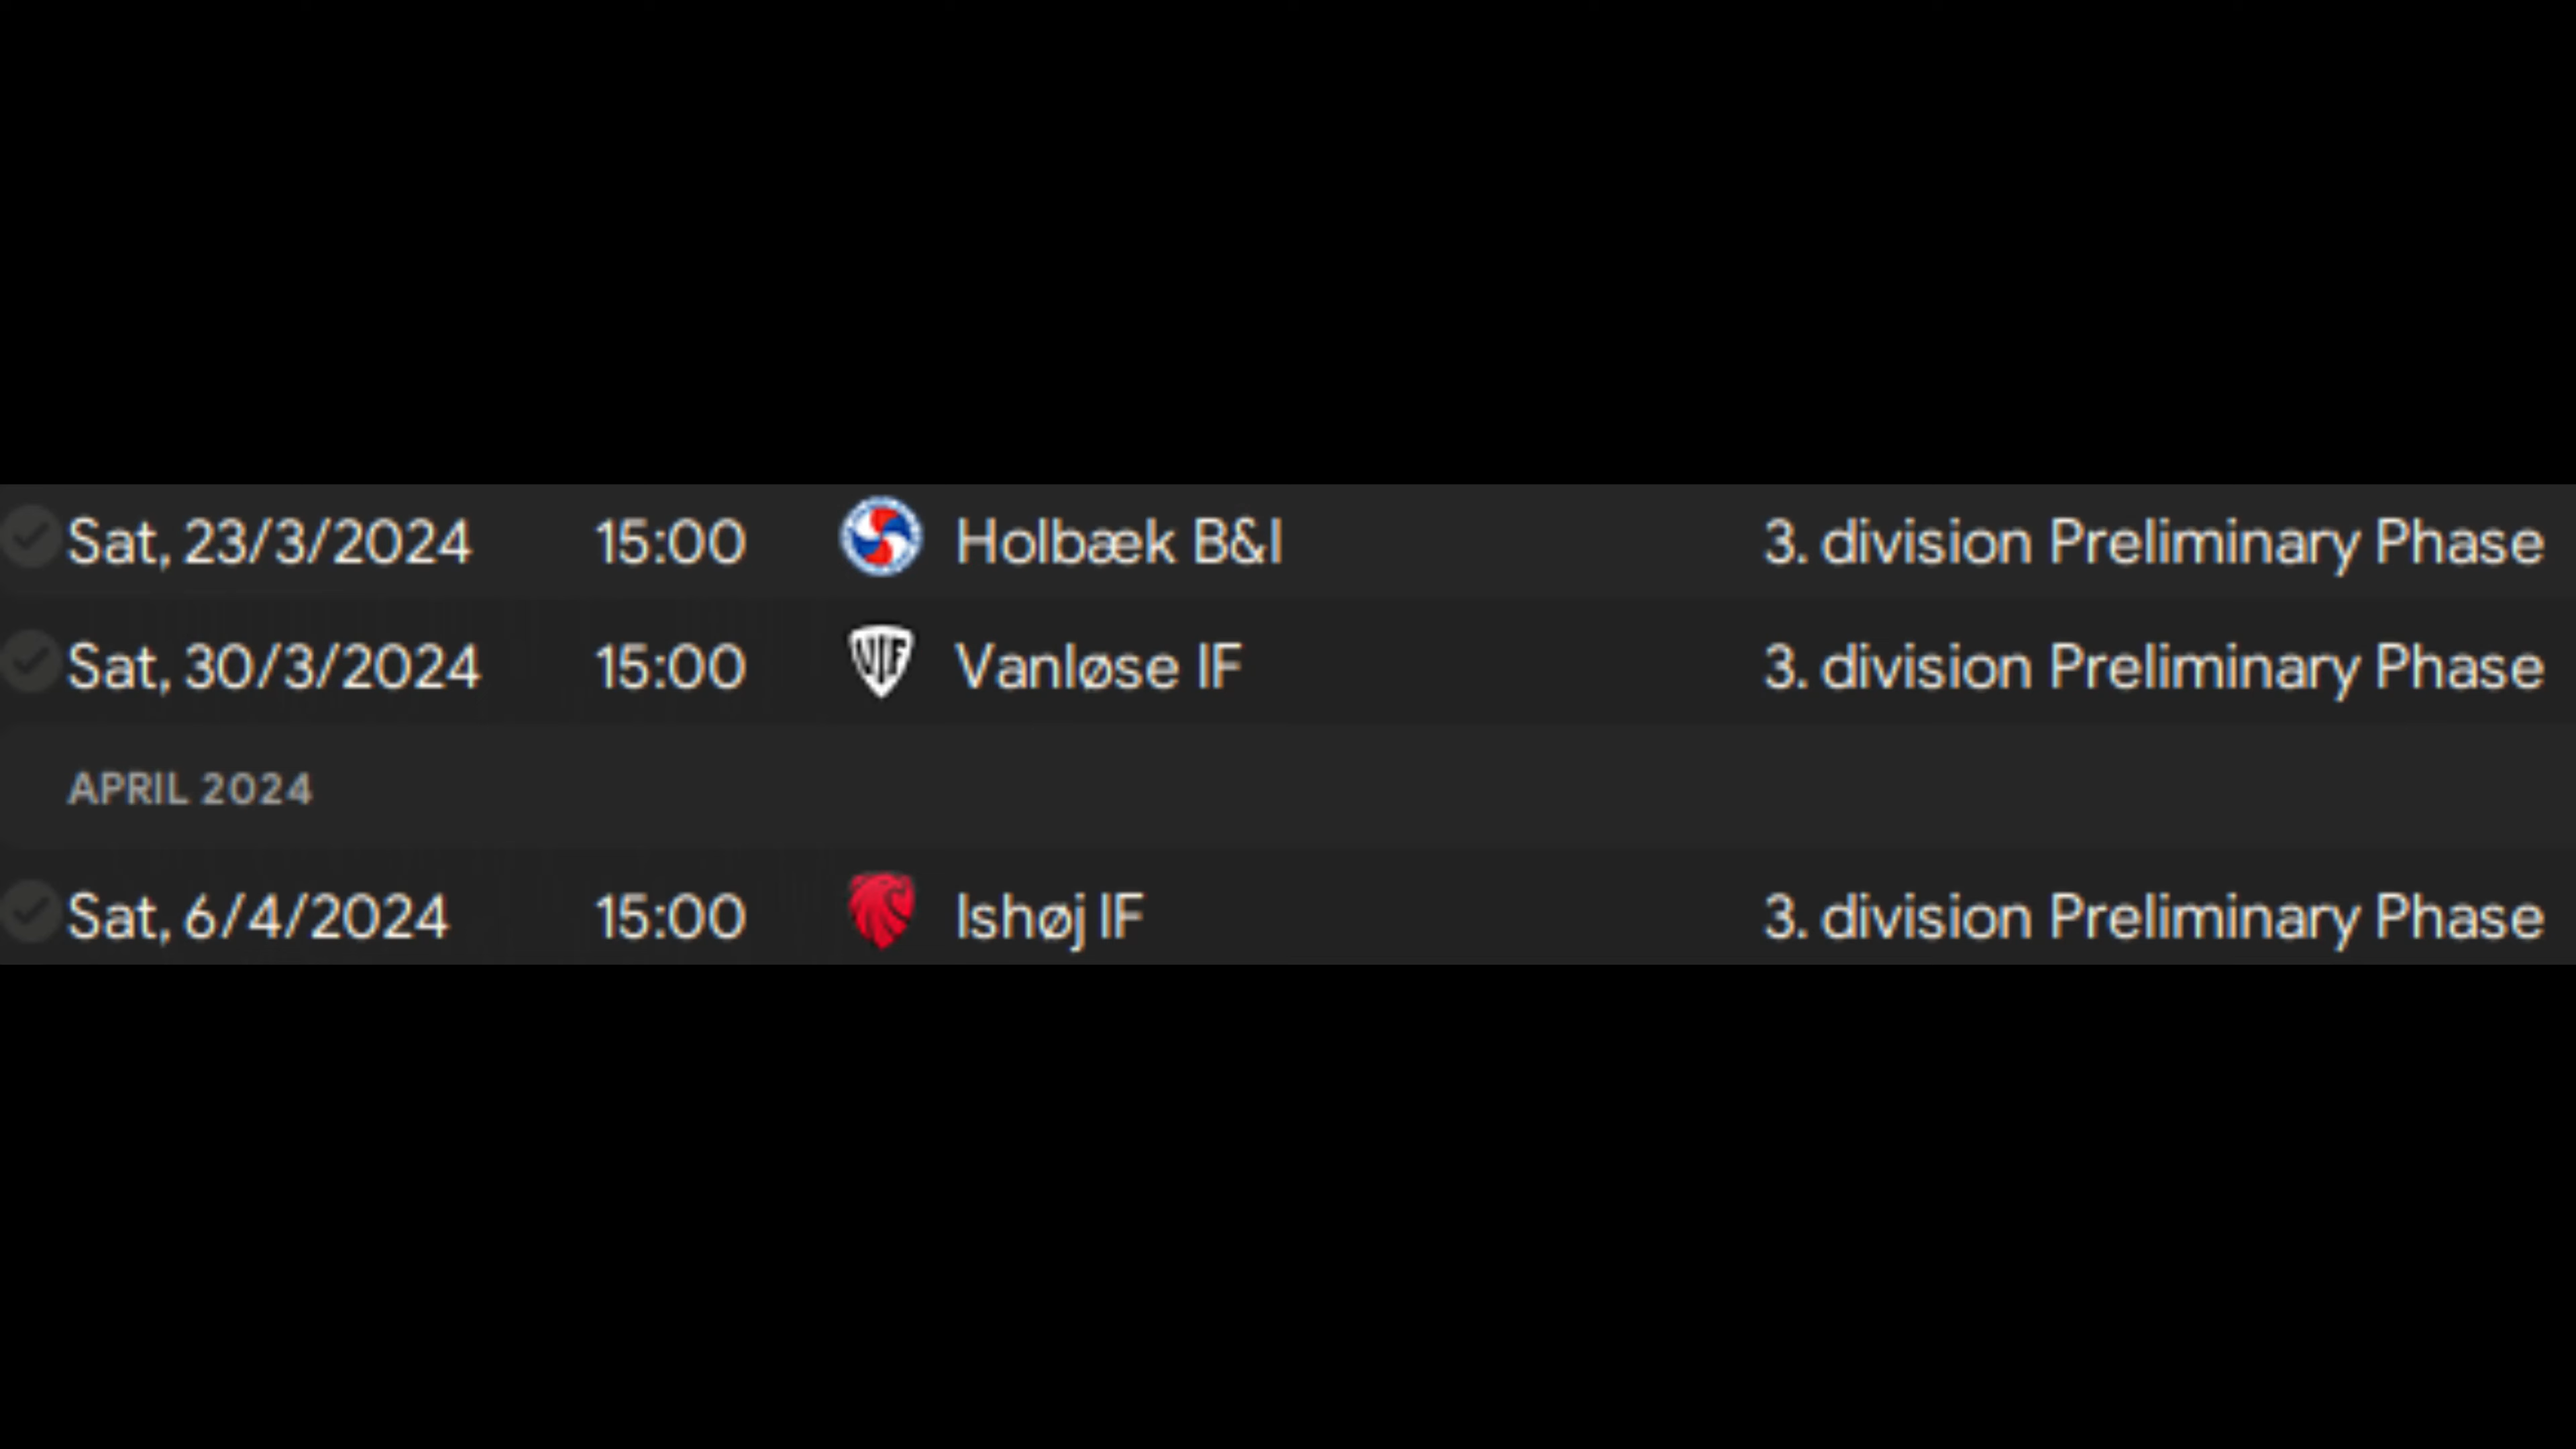 Sat, 23/3/2024 15:00 Holbæk B&I 3. division Preliminary Phase
Sat, 30/3/2024 15:00 VIF Vanløse IF 3. division Preliminary Phase
APRIL 2024
Sat, 6/4/2024 15:00 Ishøj IF 3. division Preliminary Phase